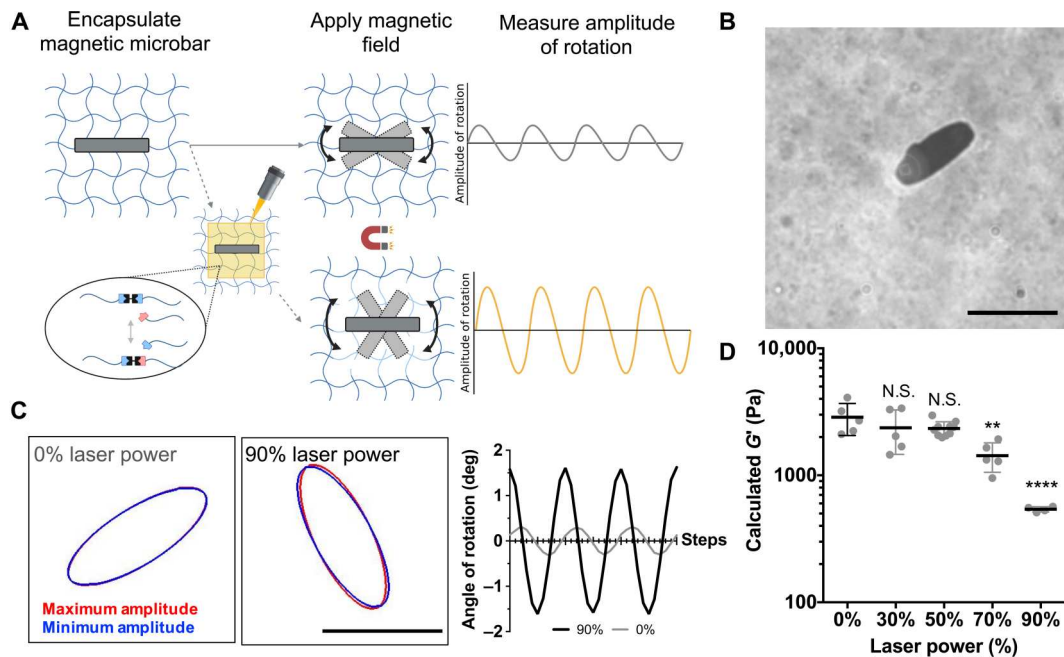 A
Encapsulate
magnetic microbar
Apply magnetic
field
Measure amplitude
of rotation
Amplitude of rotation
Amplitude of rotation
B
C
0% laser power
Maximum amplitude
Minimum amplitude
90% laser power
Angle of rotation (deg)
2
1
0
–1
–2
Steps
90%
0%
D
Calculated G' (Pa)
10,000
1000
100
N.S.
N.S.
**
****
0%
30%
50%
70%
90%
Laser power (%)